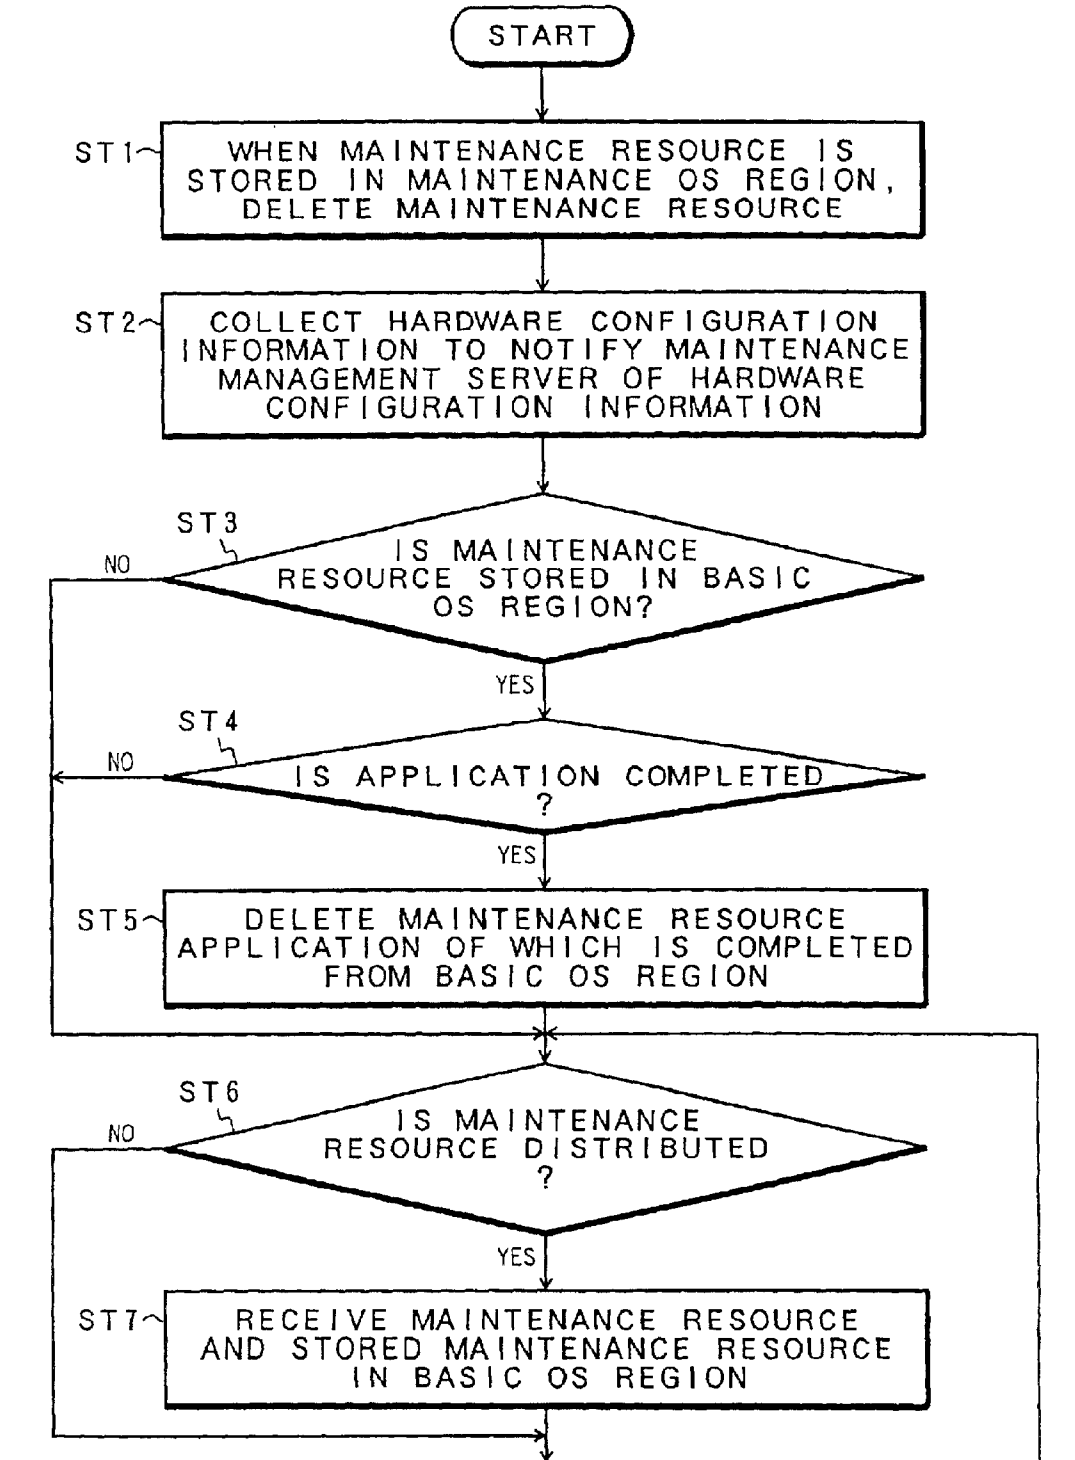 START
ST1
WHEN MAINTENANCE RESOURCE IS
STORED IN MAINTENANCE OS REGION,
DELETE MAINTENANCE RESOURCE
ST2
COLLECT HARDWARE CONFIGURATION
INFORMATION TO NOTIFY MAINTENANCE
MANAGEMENT SERVER OF HARDWARE
CONFIGURATION INFORMATION
ST3
NO
IS MAINTENANCE
RESOURCE STORED IN BASIC
OS REGION?
YES
ST4
NO
IS APPLICATION COMPLETED
?
YES
ST5
DELETE MAINTENANCE RESOURCE
APPLICATION OF WHICH IS COMPLETED
FROM BASIC OS REGION
ST6
NO
IS MAINTENANCE
RESOURCE DISTRIBUTED
?
YES
ST7
RECEIVE MAINTENANCE RESOURCE
AND STORED MAINTENANCE RESOURCE
IN BASIC OS REGION